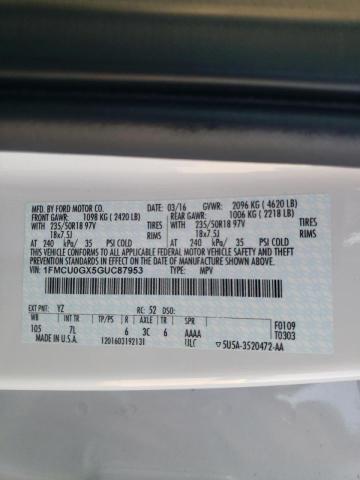 MFD. BY FORD MOTOR CO. 03/16 GVWR: 2096 KG ( 4620 LB)
FRONT GAWR: 1098 KG ( 2420 LB) REAR GAWR: 1006 KG ( 2218 LB)
WITH 235/50R18 97V TIRES WITH 235/50R18 97V TIRES
18x7.5J 18x7.5J RIMS
AT 240 kPa/ 35 PSI COLD AT 240 kPa/ 35 PSI COLD
THIS VEHICLE CONFORMS TO ALL APPLICABLE FEDERAL MOTOR VEHICLE SAFETY AND THEFT PREVENTION STANDARDS IN EFFECT ON THE DATE OF MANUFACTURE SHOWN ABOVE.
VIN: 1FMCU0GX5GUC87953 TYPE: MPV
EXT PNT: YZ RC: 52 DSO:
WB INT TR TP/PS R AXLE TR SPR F0109
105 7L 6 3C 6 AAAA T0303
MADE IN U.S.A. 1201603192131 ULC ▽5U5A-3520472-AA